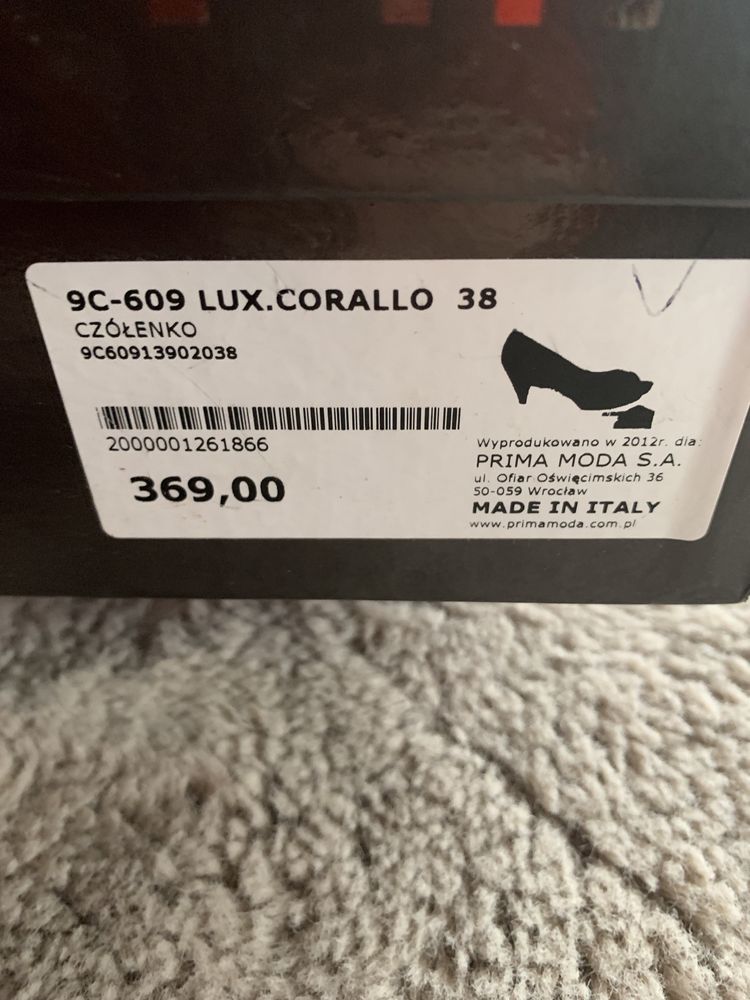 9C-609 LUX.CORALLO 38
CZÓŁENKO
9C60913902038
2000001261866
369,00
Wyprodukowano w 2012r. dla:
PRIMA MODA S.A.
ul. Ofiar Oświęcimskich 36
50-059 Wrocław
MADE IN ITALY
www.primamoda.com.pl